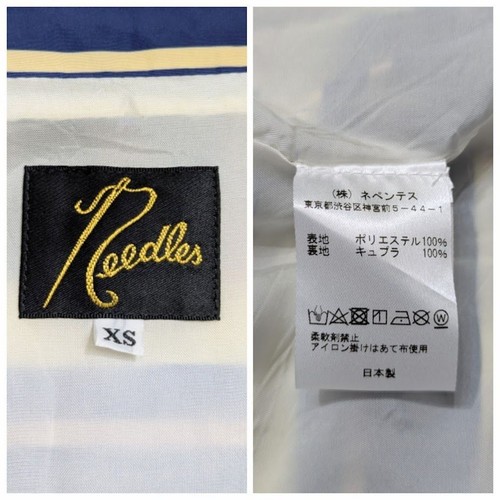 Needles
XS
(株) ネペンテス
東京都渋谷区神宮前5-44-1
表地 ポリエステル100%
裏地 キュプラ 100%
柔軟剤禁止
アイロン掛けはあて布使用
日本製